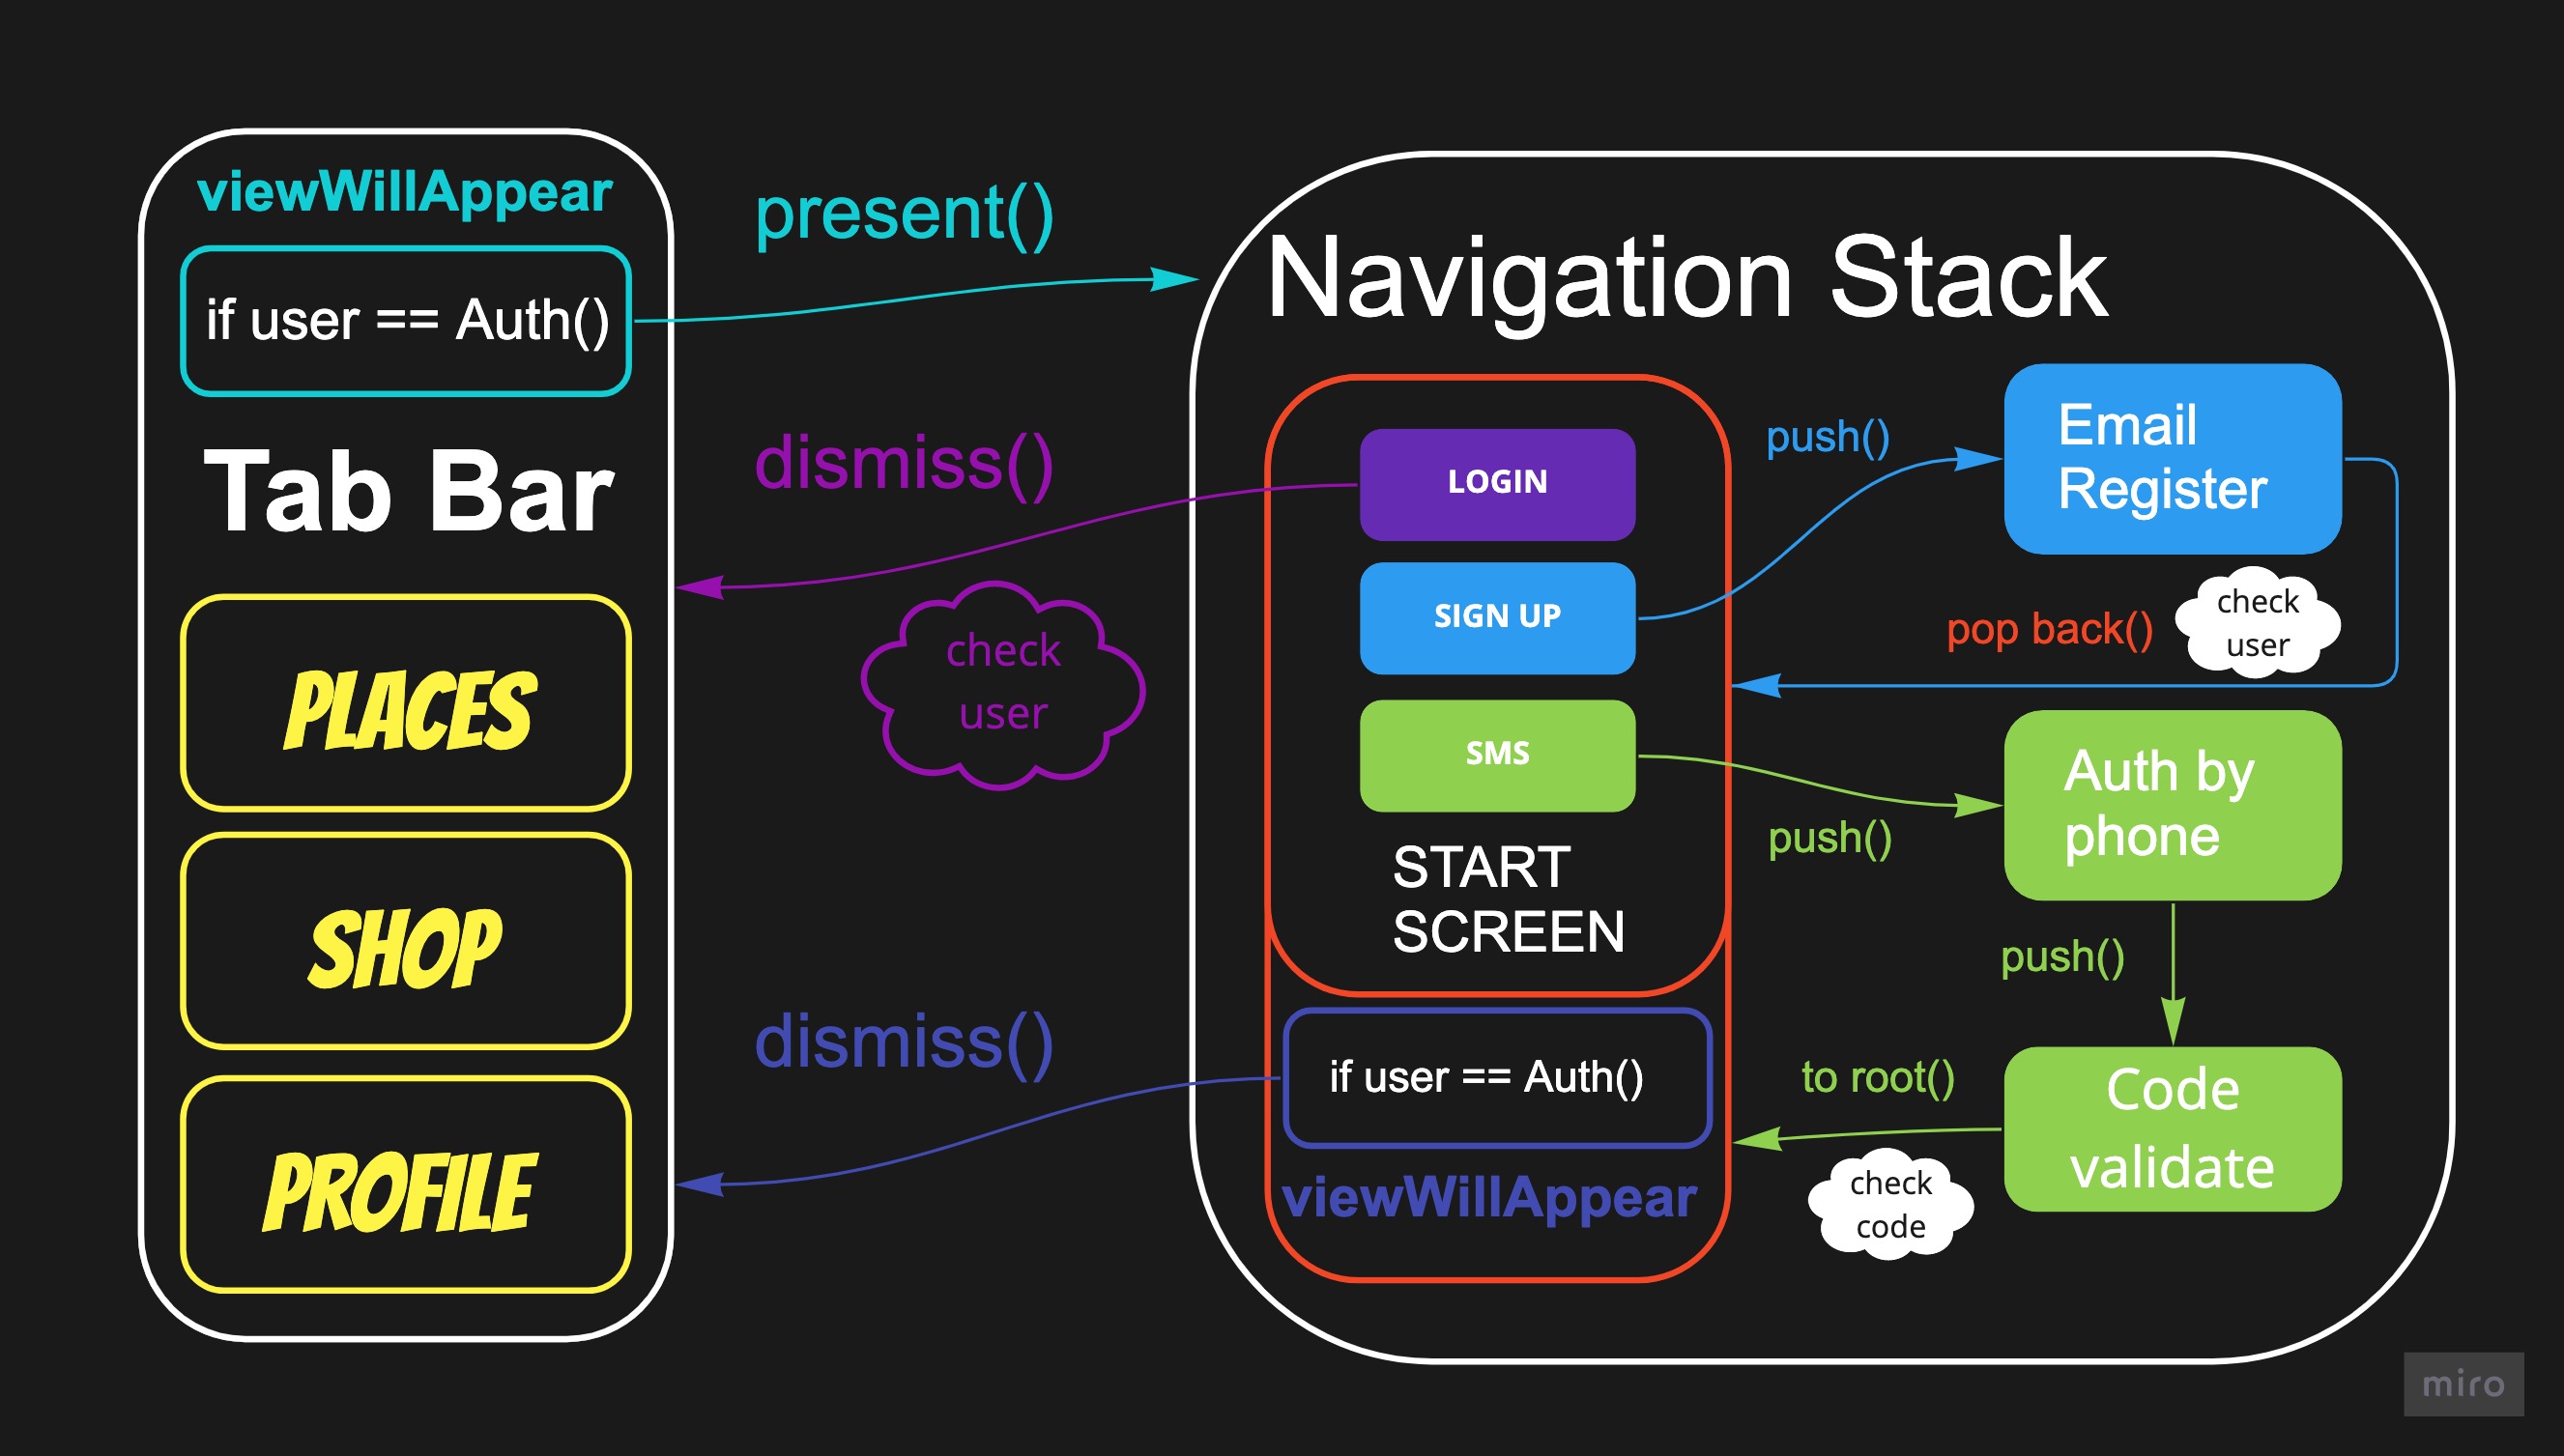 viewWillAppear
if user == Auth()
Tab Bar
PLACES
SHOP
PROFILE
present()
dismiss()
check
user
dismiss()
Navigation Stack
LOGIN
SIGN UP
SMS
START
SCREEN
if user == Auth()
viewWillAppear
push()
Email
Register
pop back()
check
user
push()
Auth by
phone
push()
to root()
Code
validate
check
code
miro